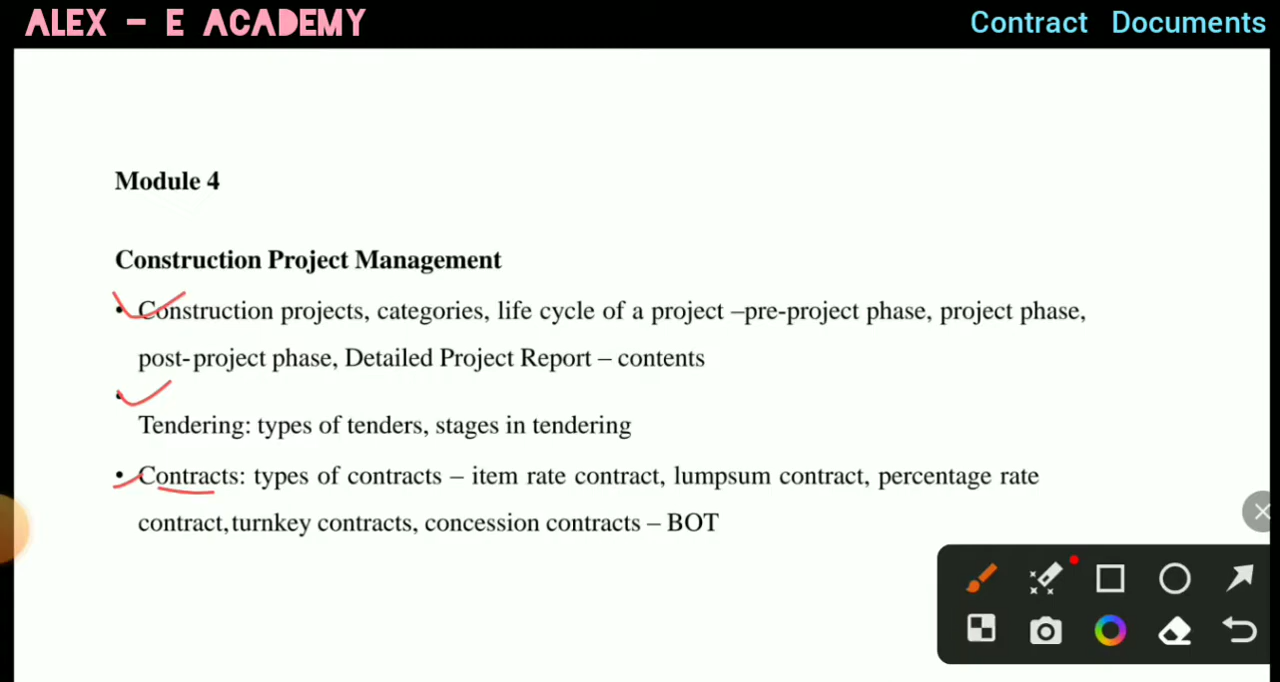 ALEX - E ACADEMY
Contract Documents
Module 4
Construction Project Management
• Construction projects, categories, life cycle of a project –pre-project phase, project phase,
post-project phase, Detailed Project Report – contents
•
Tendering: types of tenders, stages in tendering
• Contracts: types of contracts – item rate contract, lumpsum contract, percentage rate
contract, turnkey contracts, concession contracts – BOT